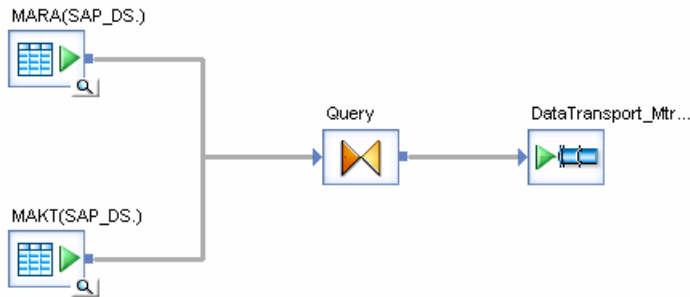 MARA(SAP_DS.)
Query
DataTransport_Mtr...
MAKT(SAP_DS.)